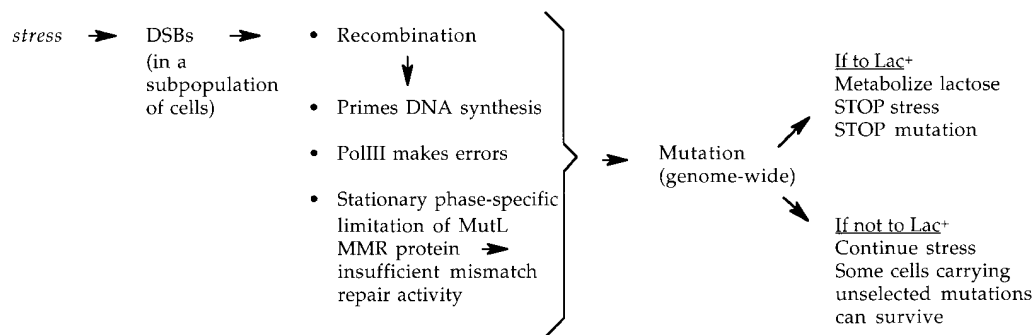 stress
DSBs
(in a
subpopulation
of cells)
• Recombination
• Primes DNA synthesis
• PolIII makes errors
• Stationary phase-specific
limitation of MutL
MMR protein
insufficient mismatch
repair activity
Mutation
(genome-wide)
If to Lac⁺
Metabolize lactose
STOP stress
STOP mutation
If not to Lac⁺
Continue stress
Some cells carrying
unselected mutations
can survive